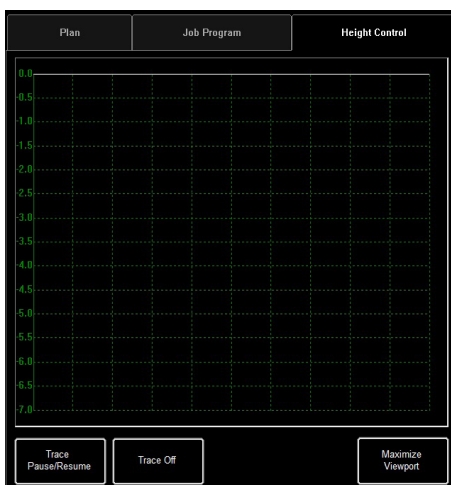 Plan Job Program Height Control
0.0
-0.5
-1.0
-1.5
-2.0
-2.5
-3.0
-3.5
-4.0
-4.5
-5.0
-5.5
-6.0
-6.5
-7.0
Trace
Pause/Resume
Trace Off
Maximize
Viewport